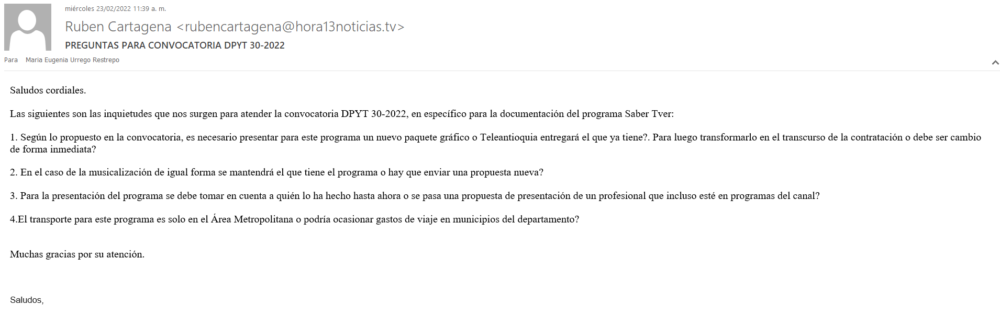 miércoles 23/02/2022 11:39 a. m.
Ruben Cartagena <rubencartagena@hora13noticias.tv>
PREGUNTAS PARA CONVOCATORIA DPYT 30-2022
Para Maria Eugenia Urrego Restrepo
Saludos cordiales.
Las siguientes son las inquietudes que nos surgen para atender la convocatoria DPYT 30-2022, en específico para la documentación del programa Saber Tver:
1. Según lo propuesto en la convocatoria, es necesario presentar para este programa un nuevo paquete gráfico o Teleantioquia entregará el que ya tiene?. Para luego transformarlo en el transcurso de la contratación o debe ser cambio
de forma inmediata?
2. En el caso de la musicalización de igual forma se mantendrá el que tiene el programa o hay que enviar una propuesta nueva?
3. Para la presentación del programa se debe tomar en cuenta a quién lo ha hecho hasta ahora o se pasa una propuesta de presentación de un profesional que incluso esté en programas del canal?
4.El transporte para este programa es solo en el Área Metropolitana o podría ocasionar gastos de viaje en municipios del departamento?
Muchas gracias por su atención.
Saludos,